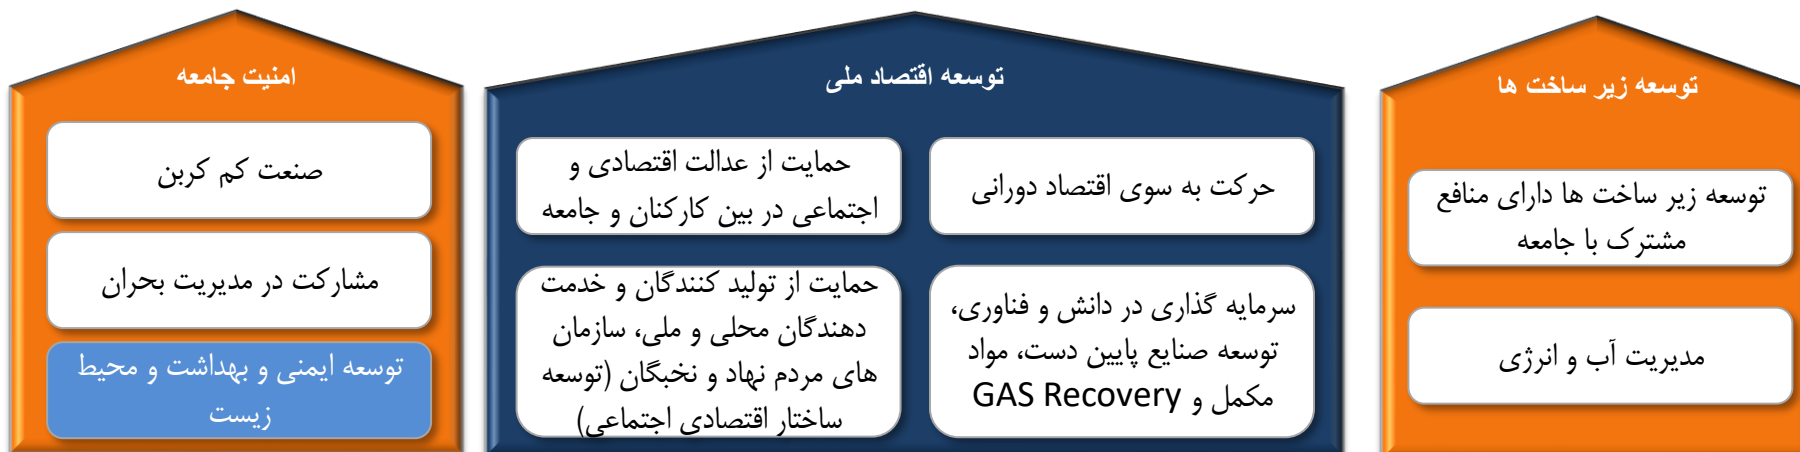 توسعه زیر ساخت ها
توسعه زیر ساخت ها دارای منافع
مشترک با جامعه
مدیریت آب و انرژی
توسعه اقتصاد ملی
حرکت به سوی اقتصاد دورانی
سرمایه گذاری در دانش و فناوری،
توسعه صنایع پایین دست، مواد
مکمل و GAS Recovery
حمایت از عدالت اقتصادی و
اجتماعی در بین کارکنان و جامعه
حمایت از تولید کنندگان و خدمت
دهندگان محلی و ملی، سازمان
های مردم نهاد و نخبگان (توسعه
ساختار اقتصادی اجتماعی)
امنیت جامعه
صنعت کم کربن
مشارکت در مدیریت بحران
توسعه ایمنی و بهداشت و محیط
زیست